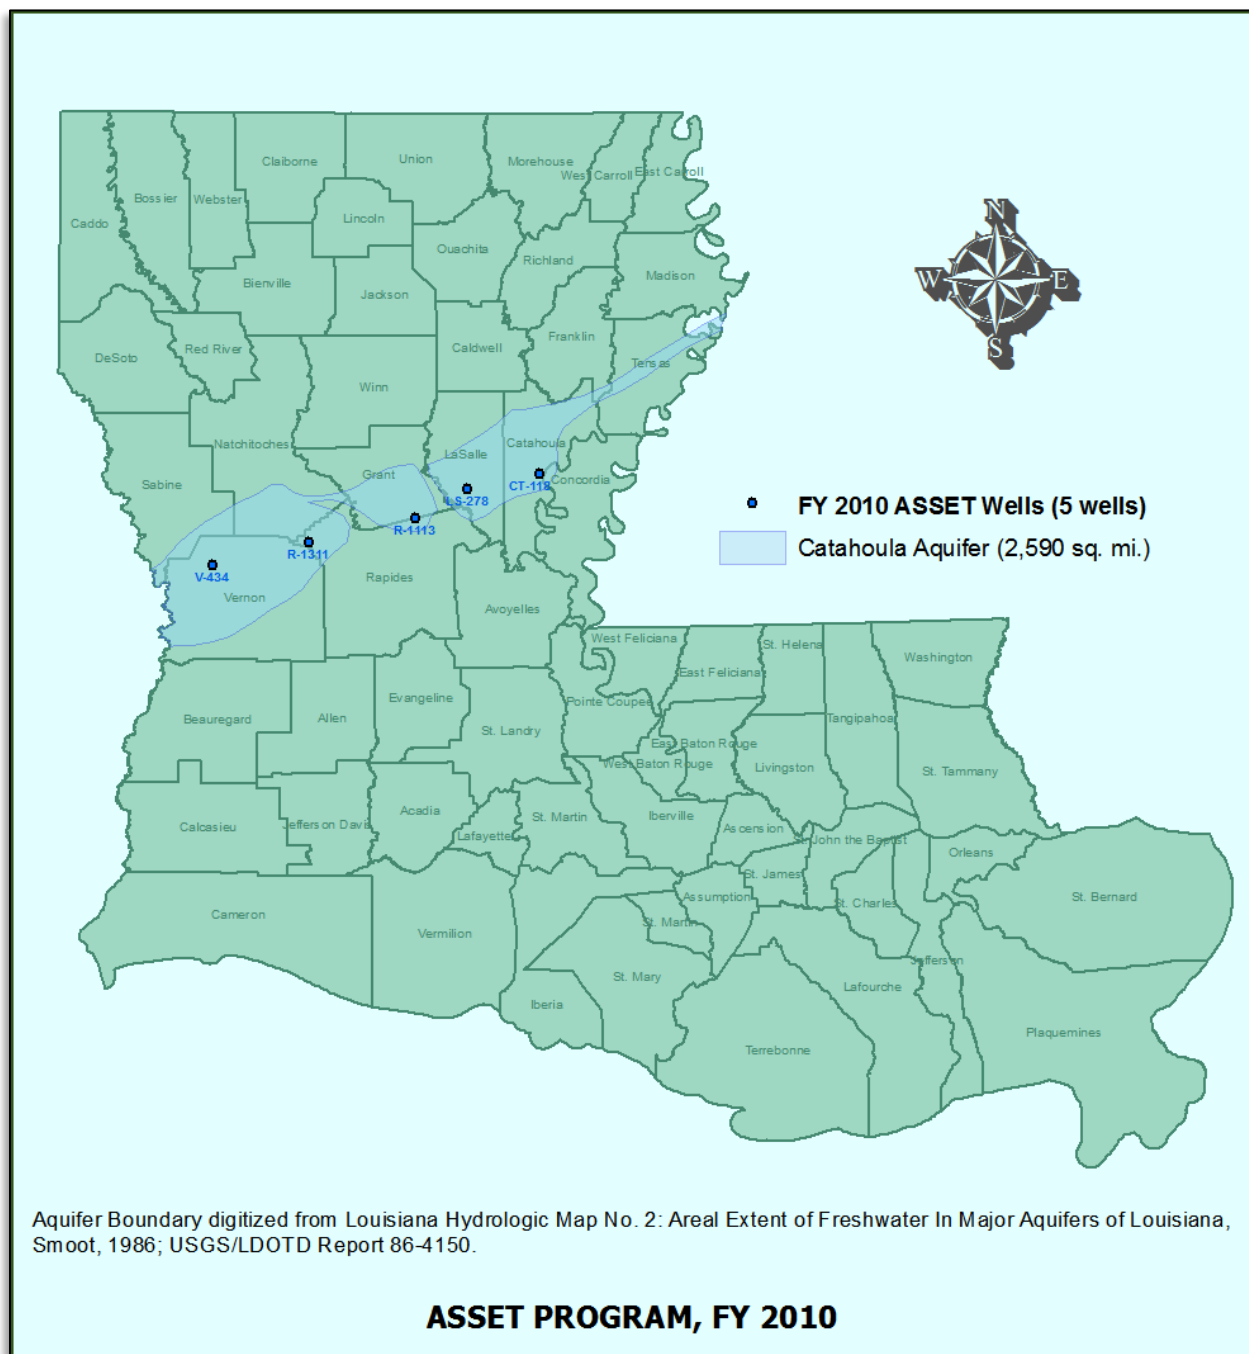 Claiborne
Union
Morehouse
West Carroll
East Carroll
Bossier
Webster
Caddo
Lincoln
Ouachita
Richland
Madison
Bienville
Jackson
Franklin
Caldwell
Red River
DeSoto
Tensas
Winn
Natchitoches
LaSalle
Catahoula
Sabine
Grant
Concordia
LS-278
CT-118
R-1113
R-1311
V-434
Rapides
Vernon
Avoyelles
N
W
E
S
FY 2010 ASSET Wells (5 wells)
Catahoula Aquifer (2,590 sq. mi.)
West Feliciana
St. Helena
Washington
East Feliciana
Evangeline
Pointe Coupee
Beauregard
Allen
Tangipahoa
St. Landry
East Baton Rouge
West Baton Rouge
Livingston
St. Tammany
Acadia
Calcasieu
Jefferson Davis
Lafayette
St. Martin
Iberville
Ascension
St. John the Baptist
Orleans
St. James
Assumption
St. Charles
St. Bernard
Cameron
Vermilion
St. Martin
Jefferson
St. Mary
Lafourche
Iberia
Plaquemines
Terrebonne
Aquifer Boundary digitized from Louisiana Hydrologic Map No. 2: Areal Extent of Freshwater In Major Aquifers of Louisiana,
Smoot, 1986; USGS/LDOTD Report 86-4150.
ASSET PROGRAM, FY 2010